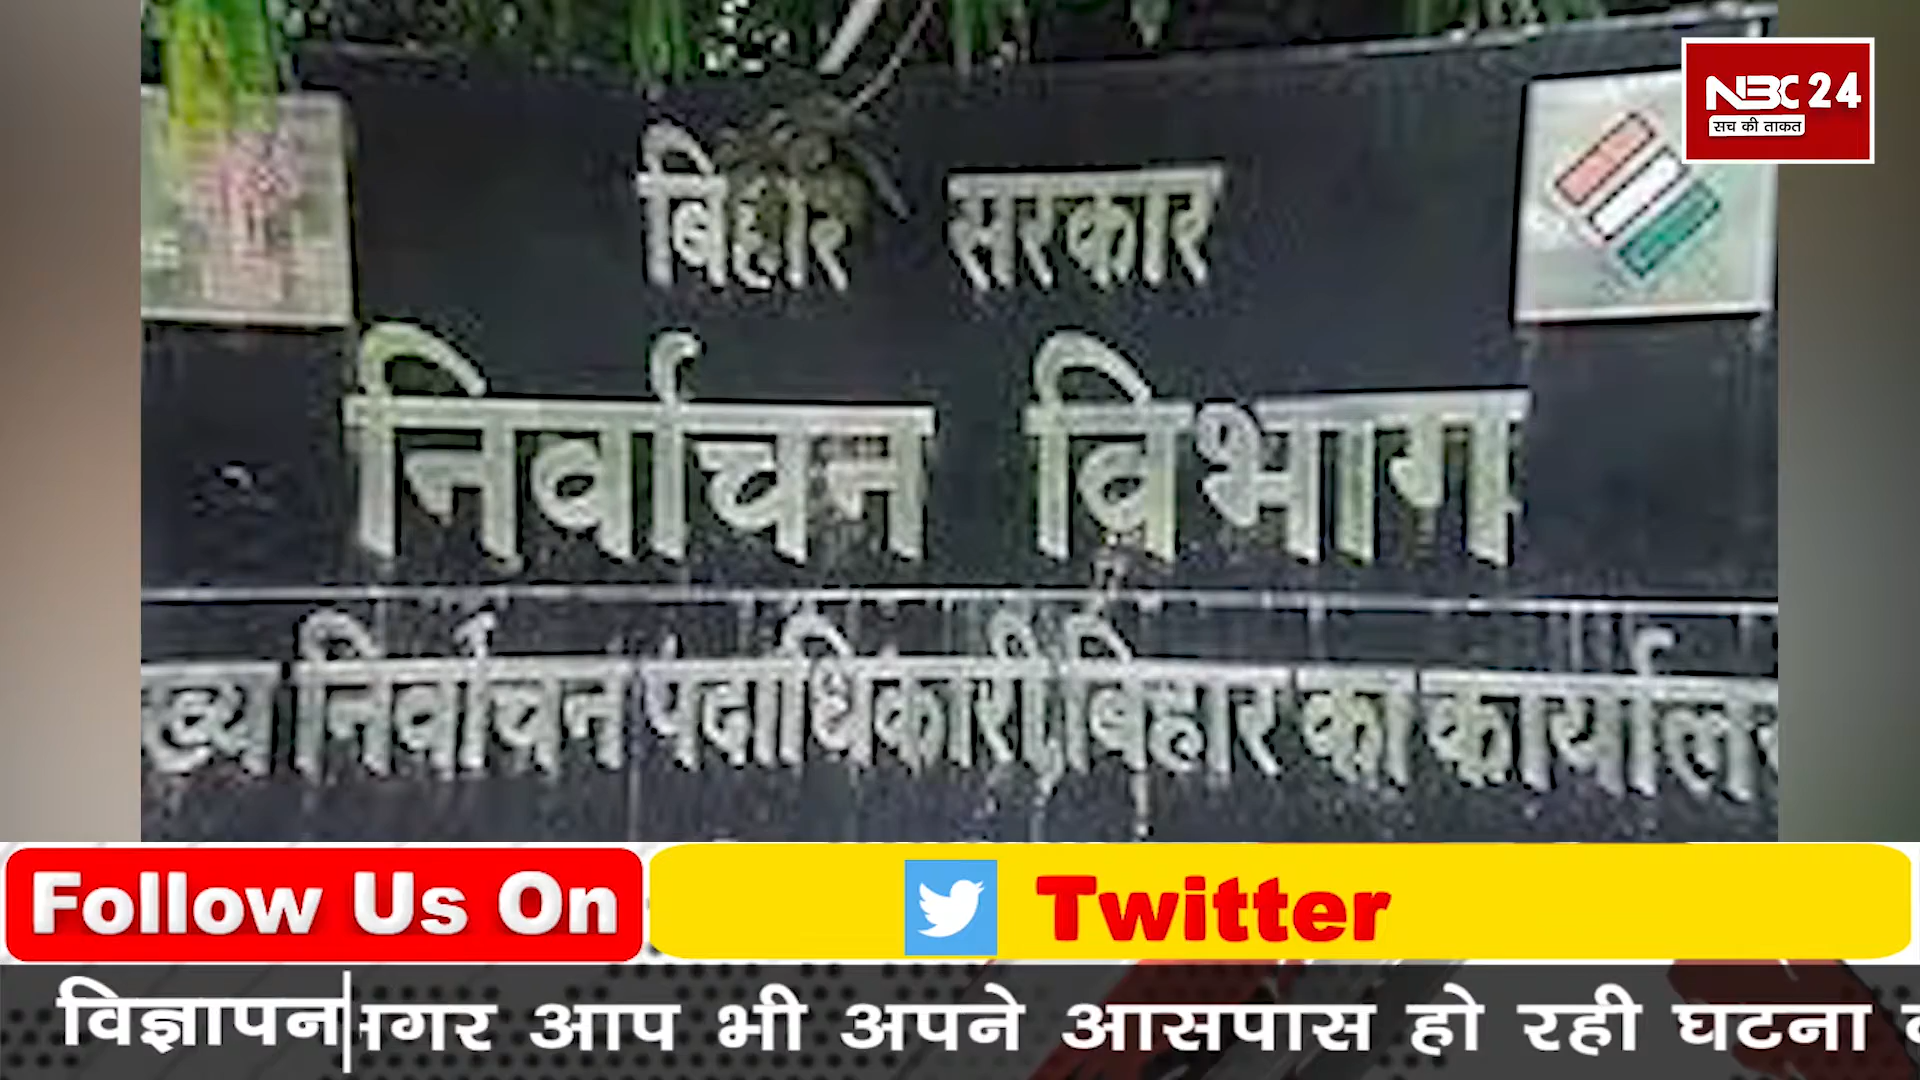 NBC 24
सच की ताकत
बिहार सरकार
निर्वाचन विभाग
निर्वाचन पदाधिकारी, बिहार का
Follow Us On Twitter
विज्ञापन आप भी अपने आसपास हो रही घटना